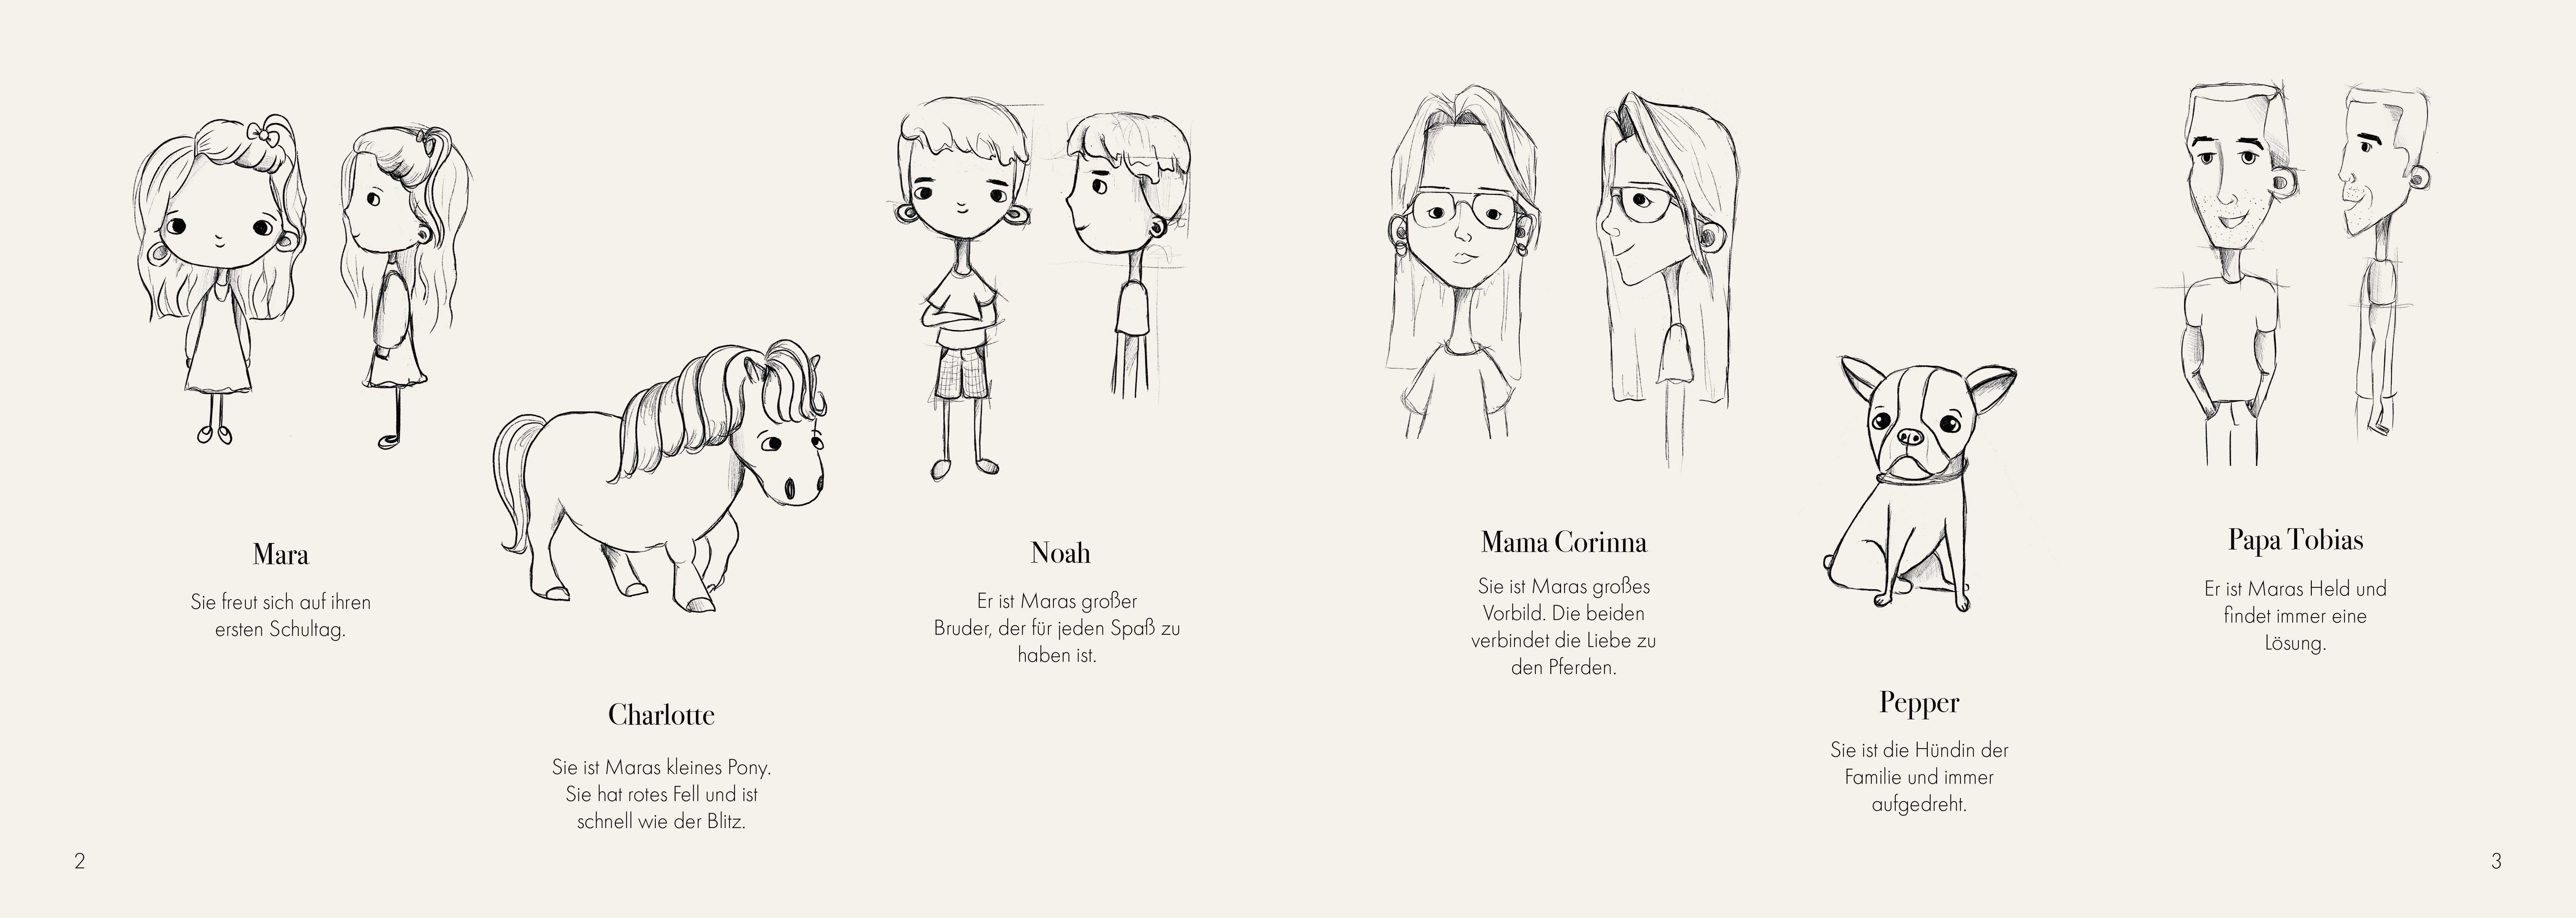 Mara
Sie freut sich auf ihren
ersten Schultag.
Charlotte
Sie ist Maras kleines Pony.
Sie hat rotes Fell und ist
schnell wie der Blitz.
Noah
Er ist Maras großer
Bruder, der für jeden Spaß zu
haben ist.
2
Mama Corinna
Sie ist Maras großes
Vorbild. Die beiden
verbindet die Liebe zu
den Pferden.
Pepper
Sie ist die Hündin der
Familie und immer
aufgedreht.
Papa Tobias
Er ist Maras Held und
findet immer eine
Lösung.
3